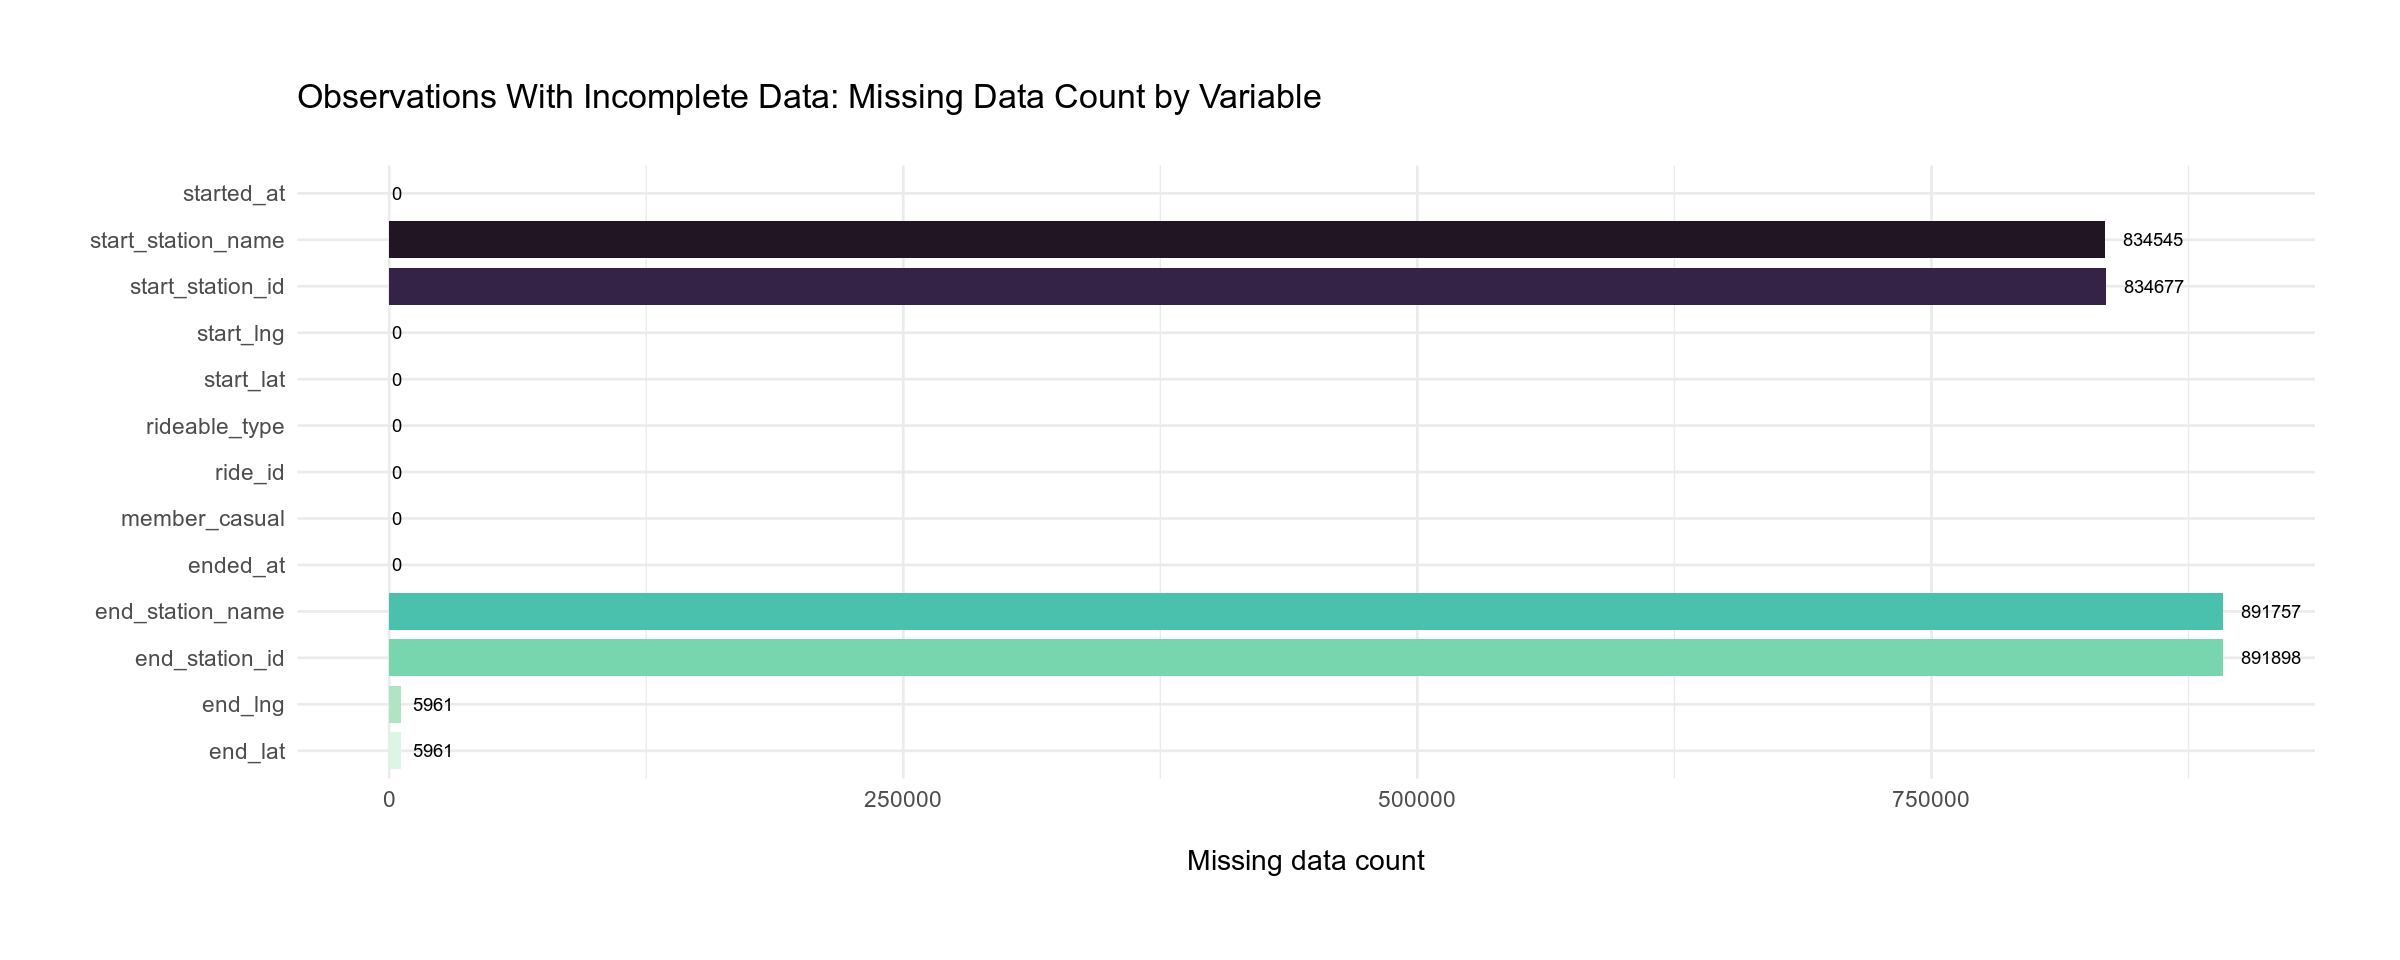 Observations With Incomplete Data: Missing Data Count by Variable
started_at 0
start_station_name 834545
start_station_id 834677
start_lng 0
start_lat 0
rideable_type 0
ride_id 0
member_casual 0
ended_at 0
end_station_name 891757
end_station_id 891898
end_lng 5961
end_lat 5961
0 250000 500000 750000
Missing data count